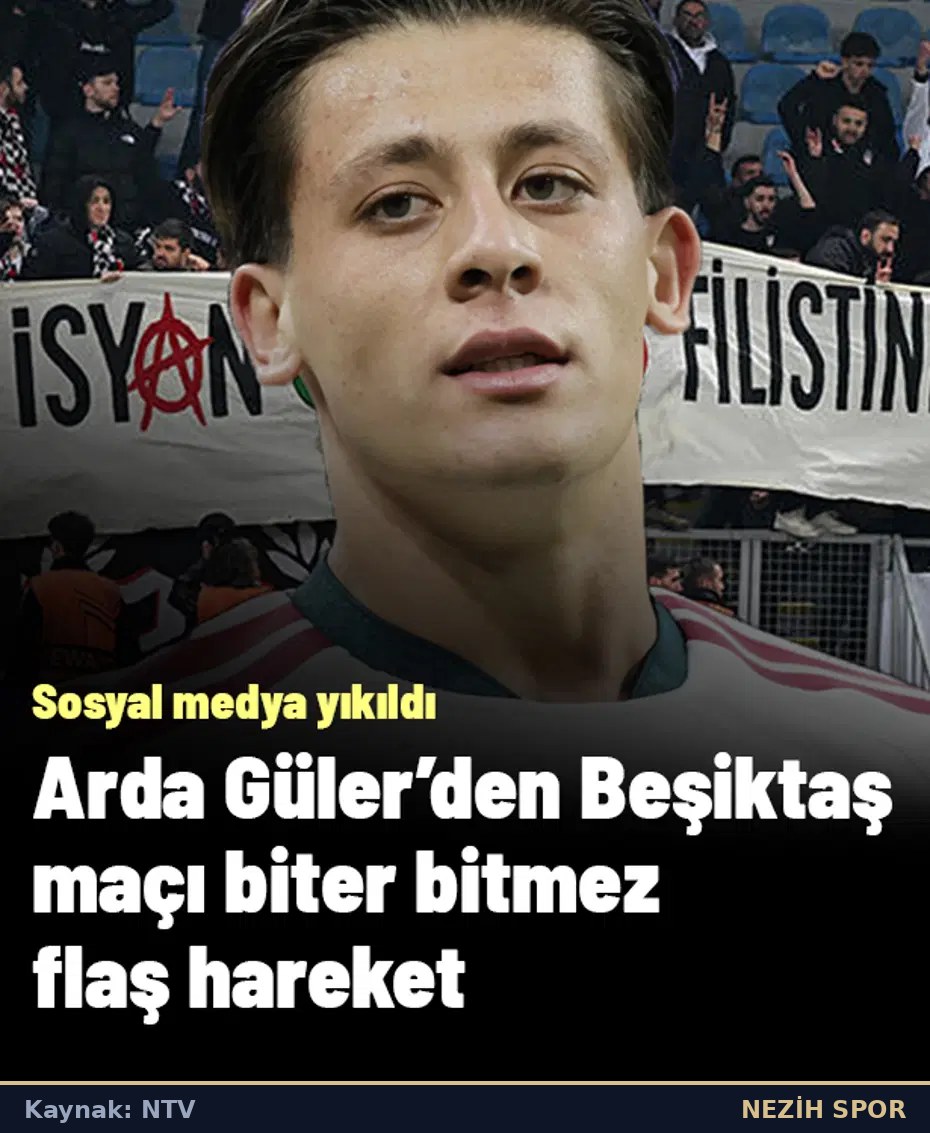 İSYAN FİLİSTİN
Sosyal medya yıkıldı
Arda Güler’den Beşiktaş
maçı biter bitmez
flaş hareket
Kaynak: NTV
NEZİH SPOR